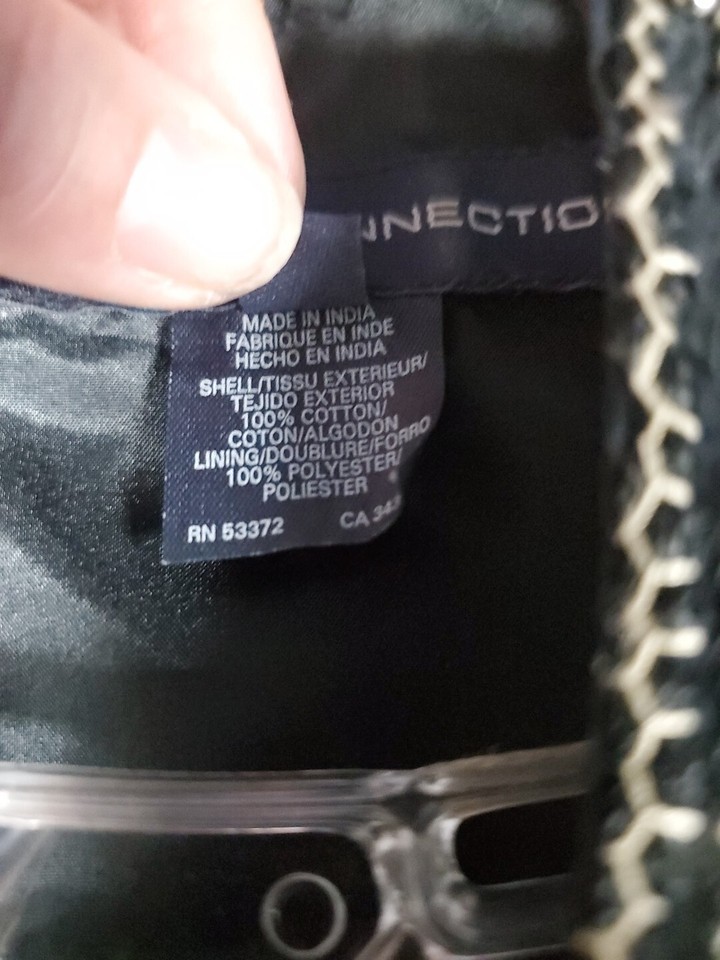 NNECTIO
MADE IN INDIA
FABRIQUE EN INDE
HECHO EN INDIA
SHELL/TISSU EXTERIEUR/
TEJIDO EXTERIOR
100% COTTON/
COTON/ALGODON
LINING/DOUBLURE/FORRO
100% POLYESTER/
POLIESTER
RN 53372 CA